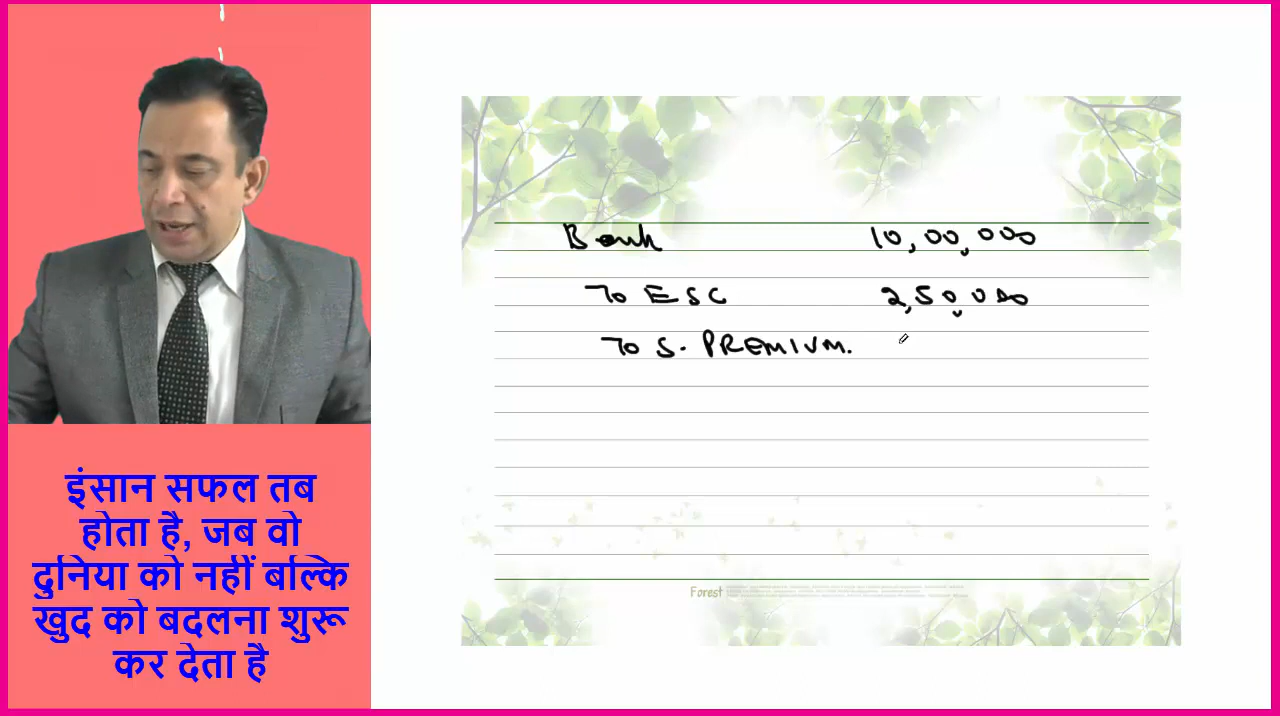 इंसान सफल तब
होता है, जब वो
दुनिया को नहीं बल्कि
खुद को बदलना शुरू
कर देता है
Bank 10,00,000
To ESC 2,50,000
To S. PREMIUM.
Forest